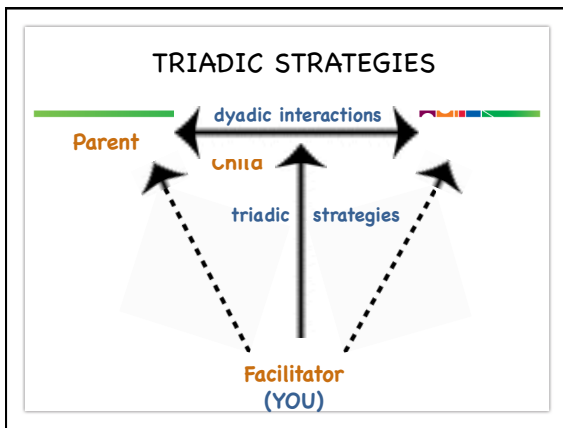 TRIADIC STRATEGIES
dyadic interactions
Parent
Child
triadic strategies
Facilitator
(YOU)